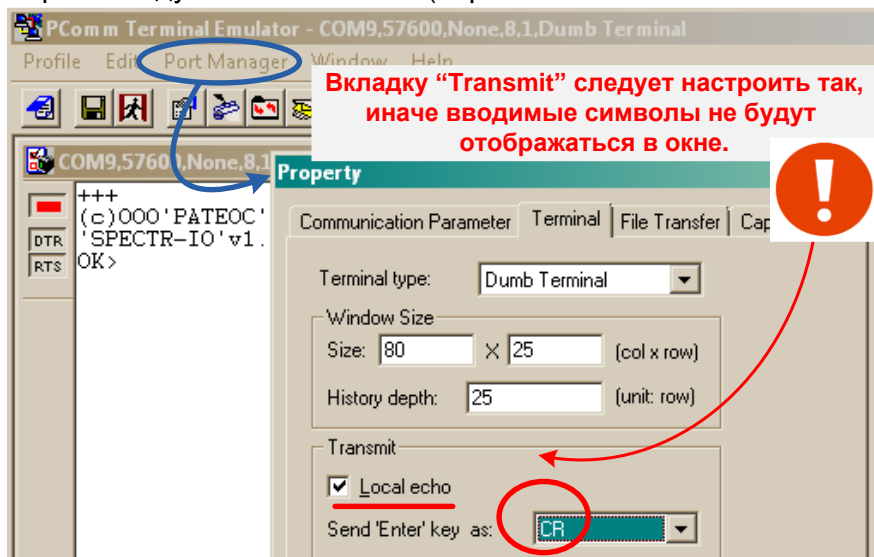 PComm Terminal Emulator - COM9,57600,None,8,1,Dumb Terminal
Profile Edit Port Manager Window Help
Вкладку “Transmit” следует настроить так,
иначе вводимые символы не будут
отображаться в окне.
!
COM9,57600,None,8,1
Property
DTR
RTS
+++
(c)OOO'PATEOC'
'SPECTR-IO'v1.
OK>
Communication Parameter Terminal File Transfer Cap
Terminal type: Dumb Terminal
Window Size
Size: 80 X 25 (col x row)
History depth: 25 (unit: row)
Transmit
Local echo
Send 'Enter' key as: CR